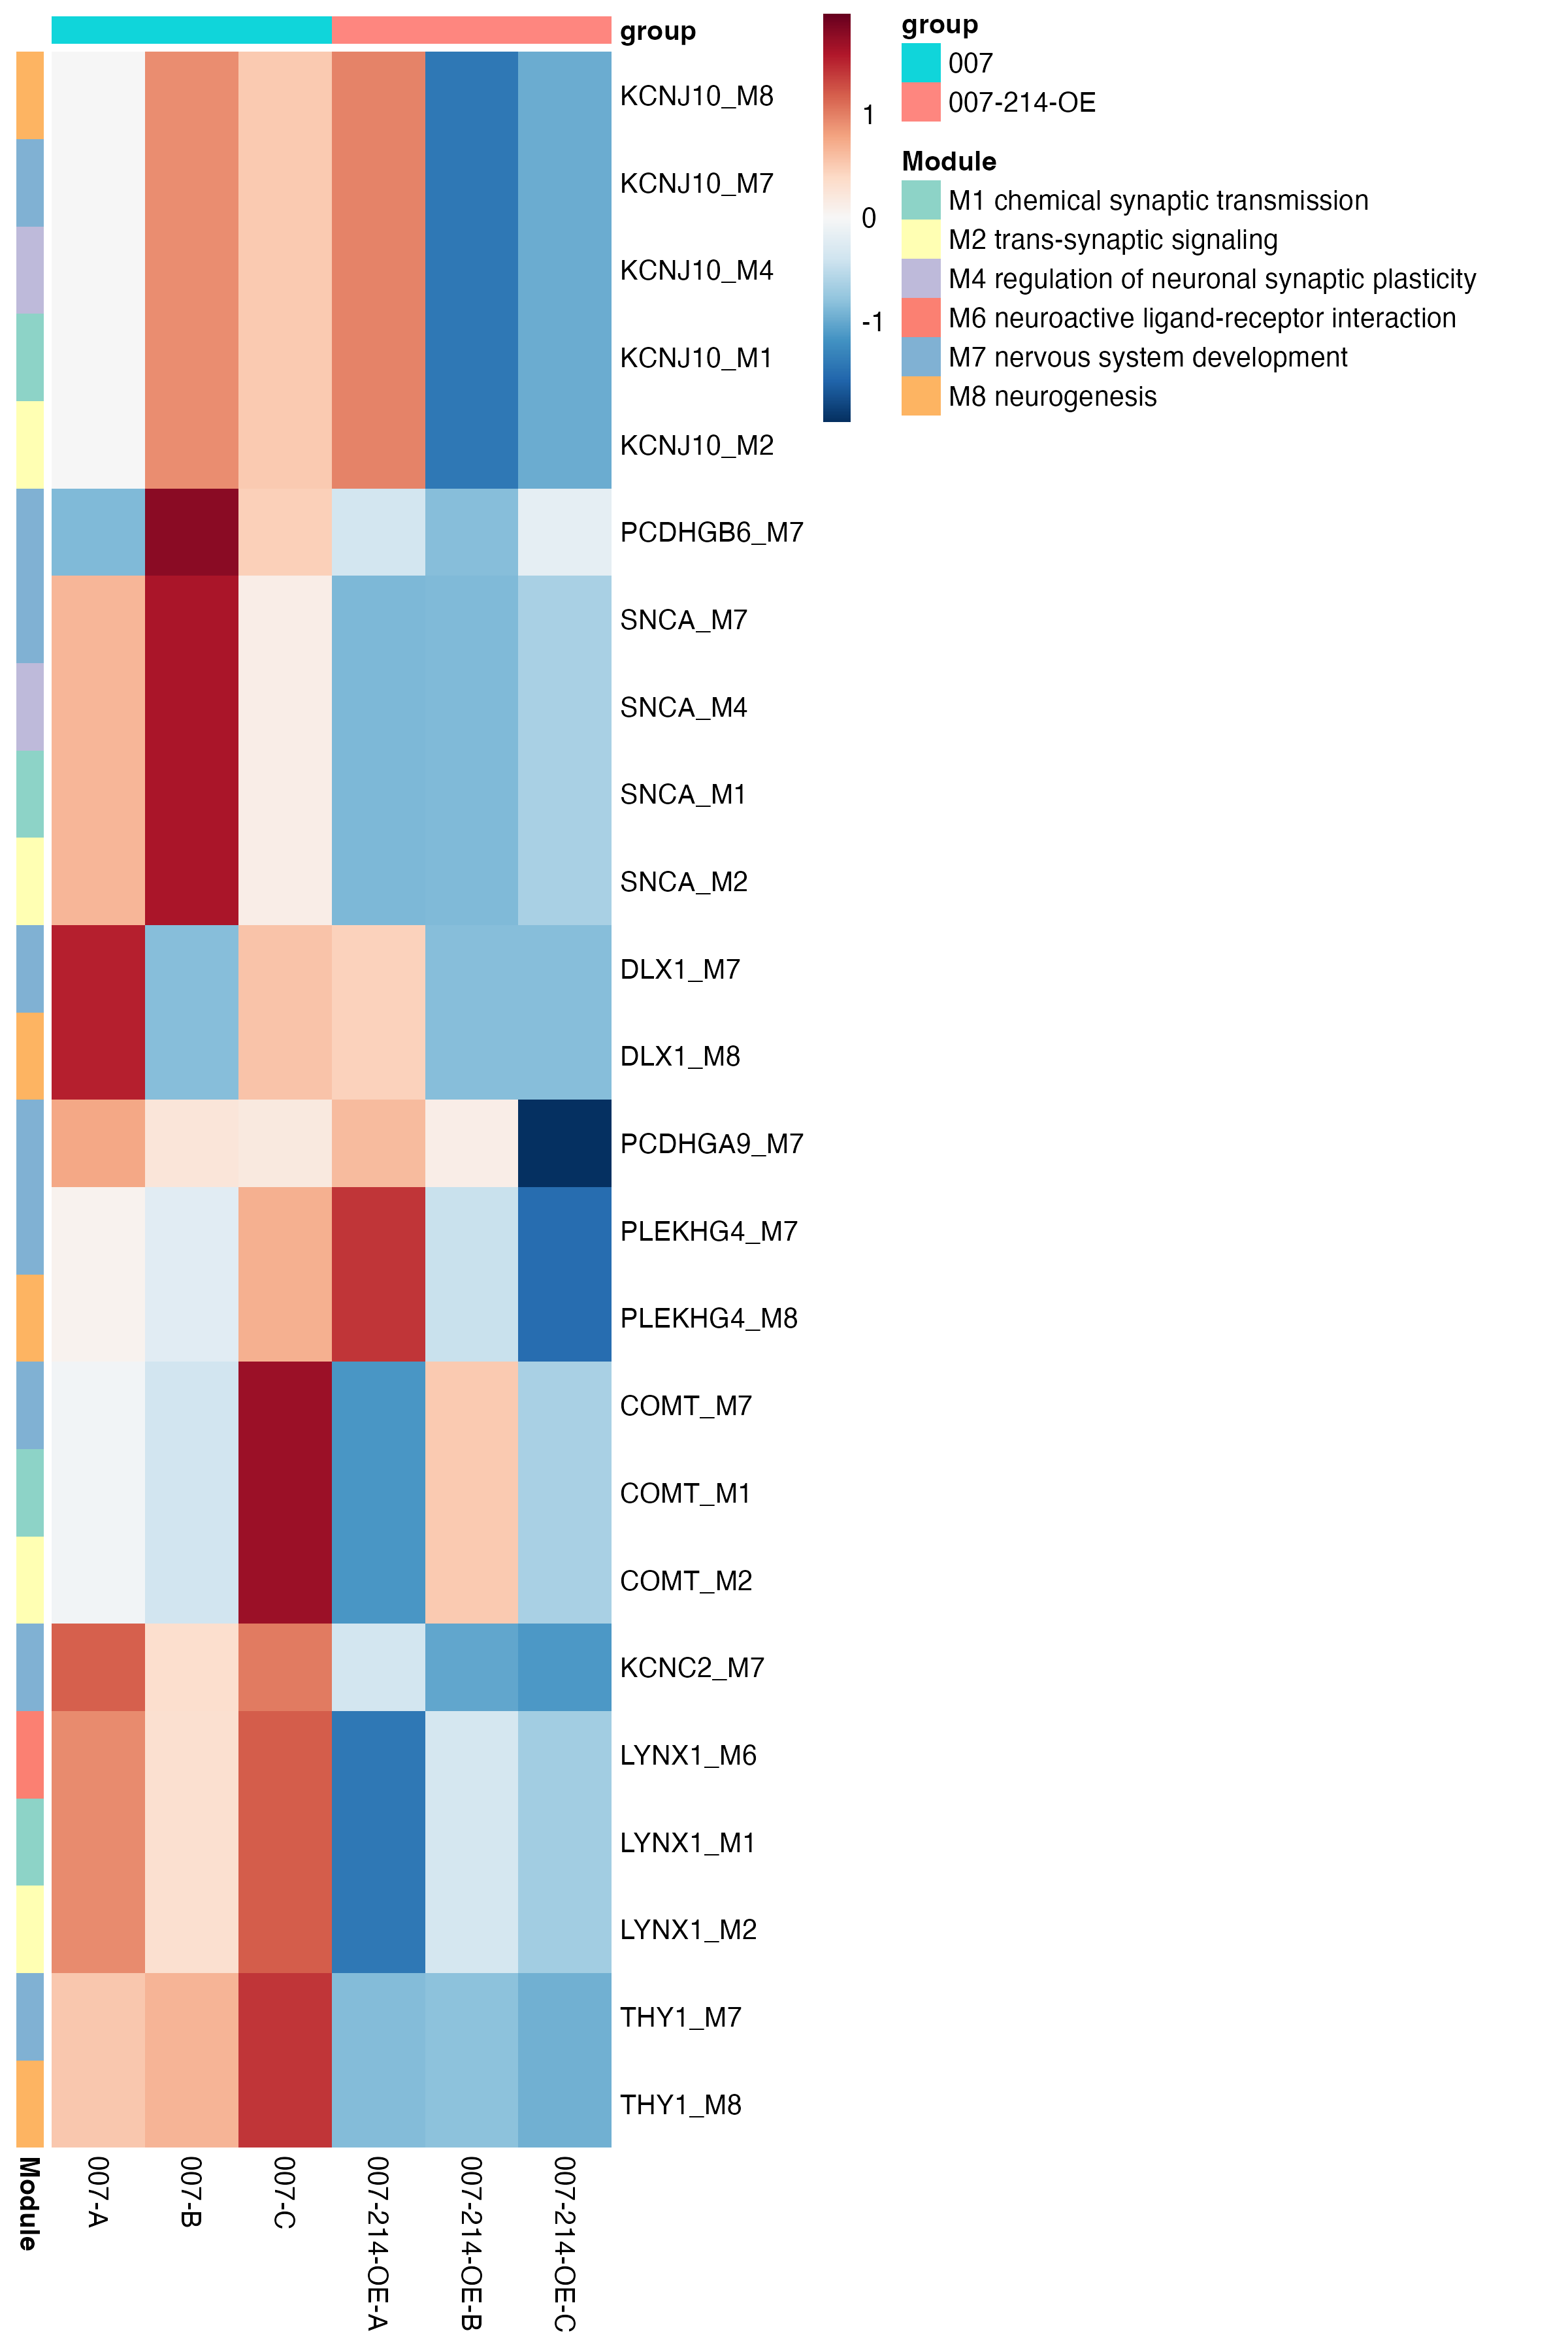 group
KCNJ10_M8
KCNJ10_M7
KCNJ10_M4
KCNJ10_M1
KCNJ10_M2
PCDHGB6_M7
SNCA_M7
SNCA_M4
SNCA_M1
SNCA_M2
DLX1_M7
DLX1_M8
PCDHGA9_M7
PLEKHG4_M7
PLEKHG4_M8
COMT_M7
COMT_M1
COMT_M2
KCNC2_M7
LYNX1_M6
LYNX1_M1
LYNX1_M2
THY1_M7
THY1_M8
Module
007-A
007-B
007-C
007-214-OE-A
007-214-OE-B
007-214-OE-C
1
0
-1
group
007
007-214-OE
Module
M1 chemical synaptic transmission
M2 trans-synaptic signaling
M4 regulation of neuronal synaptic plasticity
M6 neuroactive ligand-receptor interaction
M7 nervous system development
M8 neurogenesis